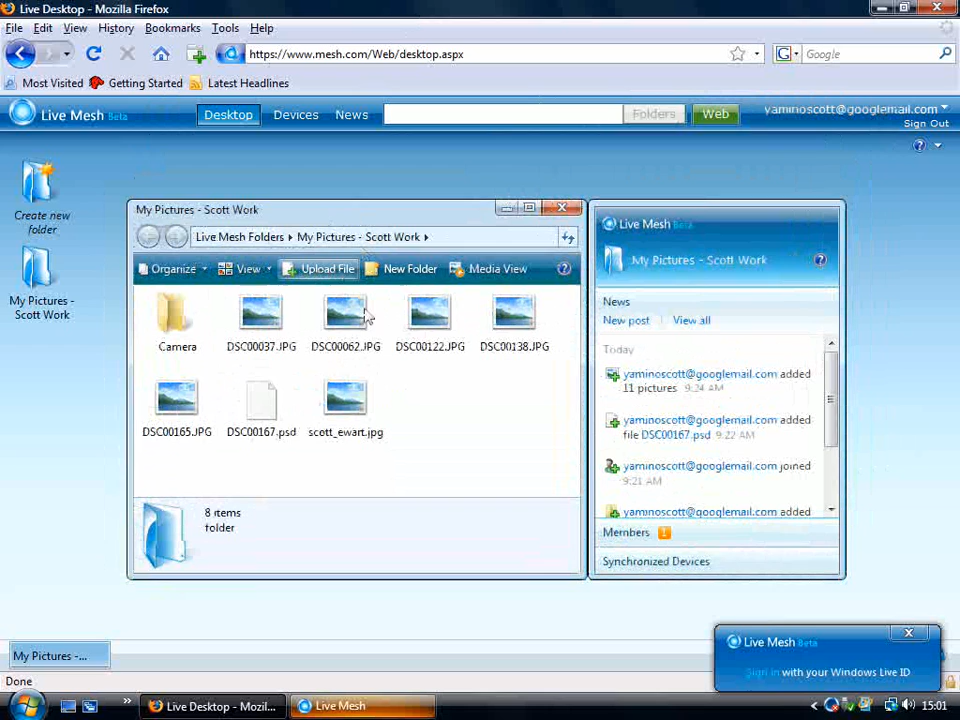 Live Desktop - Mozilla Firefox
File Edit View History Bookmarks Tools Help
https://www.mesh.com/Web/desktop.aspx
Google
Most Visited Getting Started Latest Headlines
Live Mesh Beta
Desktop Devices News
Folders Web
yaminoscott@googlemail.com
Sign Out
Create new
folder
My Pictures -
Scott Work
My Pictures - Scott Work
Live Mesh Folders My Pictures - Scott Work
Organize View Upload File New Folder Media View
Camera DSC00037.JPG DSC00062.JPG DSC00122.JPG DSC00138.JPG
DSC00165.JPG DSC00167.psd scott_ewart.jpg
8 items
folder
Live Mesh Beta
My Pictures - Scott Work
News
New post View all
Today
yaminoscott@googlemail.com added
11 pictures 9:24 AM
yaminoscott@googlemail.com added
file DSC00167.psd 9:22 AM
yaminoscott@googlemail.com joined
9:21 AM
yaminoscott@googlemail.com added
Members 1
Synchronized Devices
Live Mesh Beta
Sign in with your Windows Live ID
My Pictures -...
Done
Live Desktop - Mozil...
Live Mesh
15:01